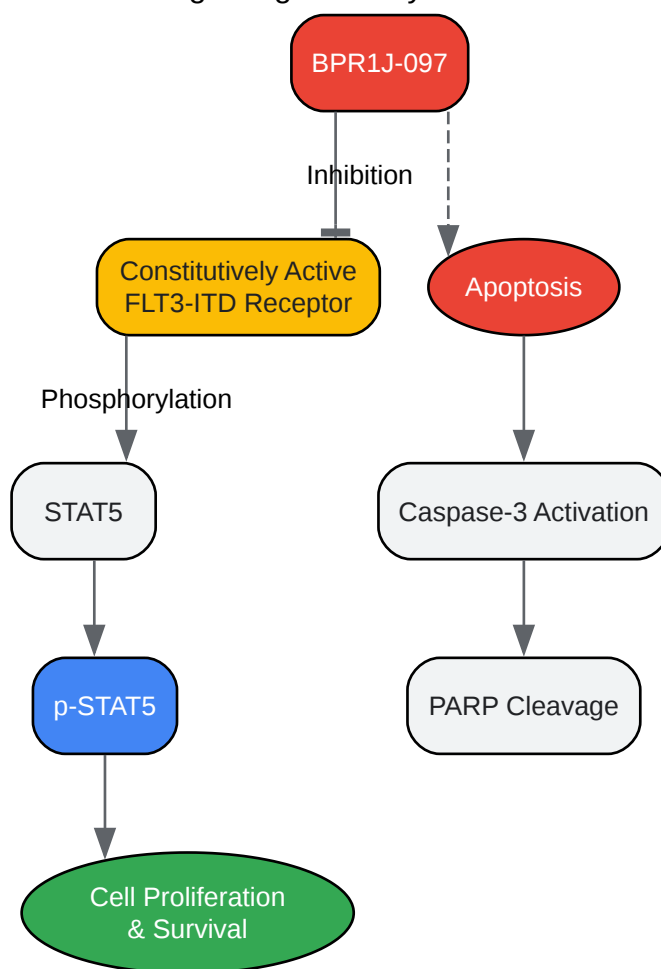 BPR1J-097
Inhibition
Constitutively Active
FLT3-ITD Receptor
Apoptosis
Phosphorylation
STAT5
Caspase-3 Activation
p-STAT5
PARP Cleavage
Cell Proliferation
& Survival